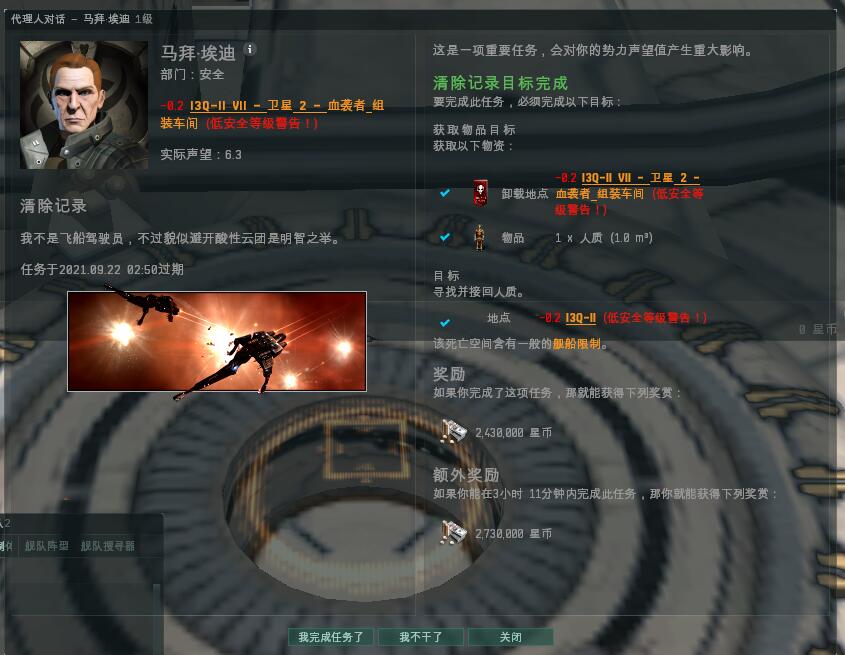 代理人对话 - 马拜·埃迪 1级
马拜·埃迪
部门：安全
-0.2 I3Q-II VII - 卫星 2 - 血袭者_组
装车间 (低安全等级警告！)
实际声望：6.3
清除记录
我不是飞船驾驶员，不过貌似避开酸性云团是明智之举。
任务于2021.09.22 02:50过期
这是一项重要任务，会对你的势力声望值产生重大影响。
清除记录目标完成
要完成此任务，必须完成以下目标：
获取物品目标
获取以下物资：
卸载地点
-0.2 I3Q-II VII - 卫星 2 -
血袭者_组装车间 (低安全等
级警告！)
物品 1 x 人质 (1.0 m³)
目标
寻找并接回人质。
地点 -0.2 I3Q-II (低安全等级警告！)
该死亡空间含有一般的舰船限制。
奖励
如果你完成了这项任务，那就能获得下列奖赏：
2,430,000 星币
额外奖励
如果你能在3小时 11分钟内完成此任务，那你就能获得下列奖赏：
2,730,000 星币
0 星币
舰队阵型 舰队搜寻器
我完成任务了 我不干了 关闭